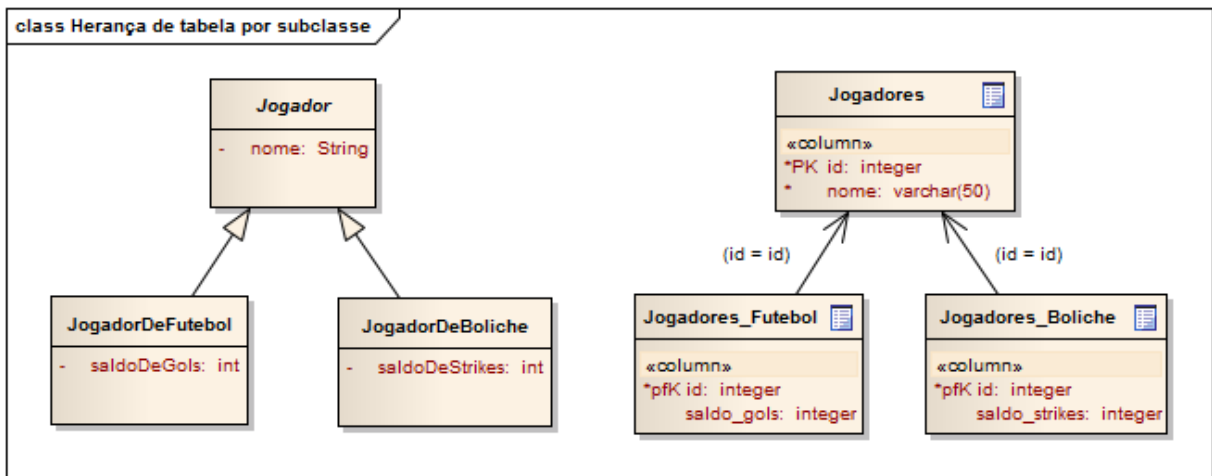 class Herança de tabela por subclasse
Jogador
- nome: String
JogadorDeFutebol
- saldoDeGols: int
JogadorDeBoliche
- saldoDeStrikes: int
Jogadores
«column»
*PK id: integer
* nome: varchar(50)
(id = id)
(id = id)
Jogadores_Futebol
«column»
*pfK id: integer
saldo_gols: integer
Jogadores_Boliche
«column»
*pfK id: integer
saldo_strikes: integer